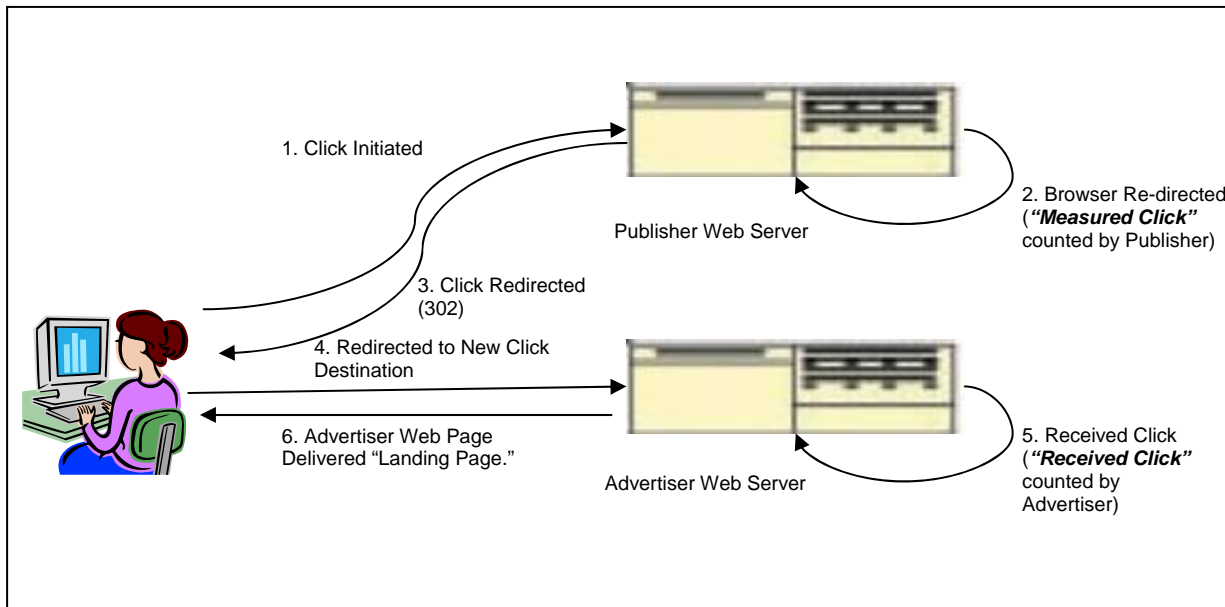 1. Click Initiated
2. Browser Re-directed
(“Measured Click”
counted by Publisher)
Publisher Web Server
3. Click Redirected
(302)
4. Redirected to New Click
Destination
5. Received Click
(“Received Click”
counted by
Advertiser)
6. Advertiser Web Page
Delivered “Landing Page.”
Advertiser Web Server